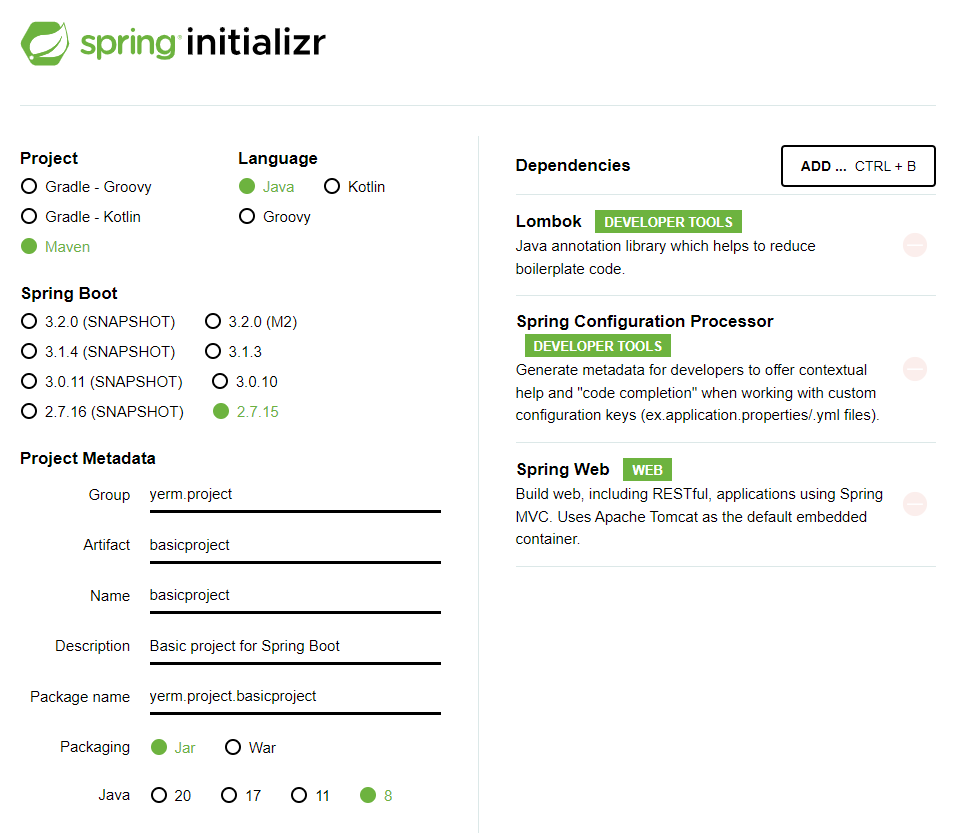 spring initializr
Project
Gradle - Groovy
Gradle - Kotlin
Maven
Language
Java Kotlin
Groovy
Spring Boot
3.2.0 (SNAPSHOT) 3.2.0 (M2)
3.1.4 (SNAPSHOT) 3.1.3
3.0.11 (SNAPSHOT) 3.0.10
2.7.16 (SNAPSHOT) 2.7.15
Project Metadata
Group yerm.project
Artifact basicproject
Name basicproject
Description Basic project for Spring Boot
Package name yerm.project.basicproject
Packaging Jar War
Java 20 17 11 8
Dependencies ADD ... CTRL + B
Lombok DEVELOPER TOOLS
Java annotation library which helps to reduce
boilerplate code.
Spring Configuration Processor
DEVELOPER TOOLS
Generate metadata for developers to offer contextual
help and "code completion" when working with custom
configuration keys (ex.application.properties/.yml files).
Spring Web WEB
Build web, including RESTful, applications using Spring
MVC. Uses Apache Tomcat as the default embedded
container.